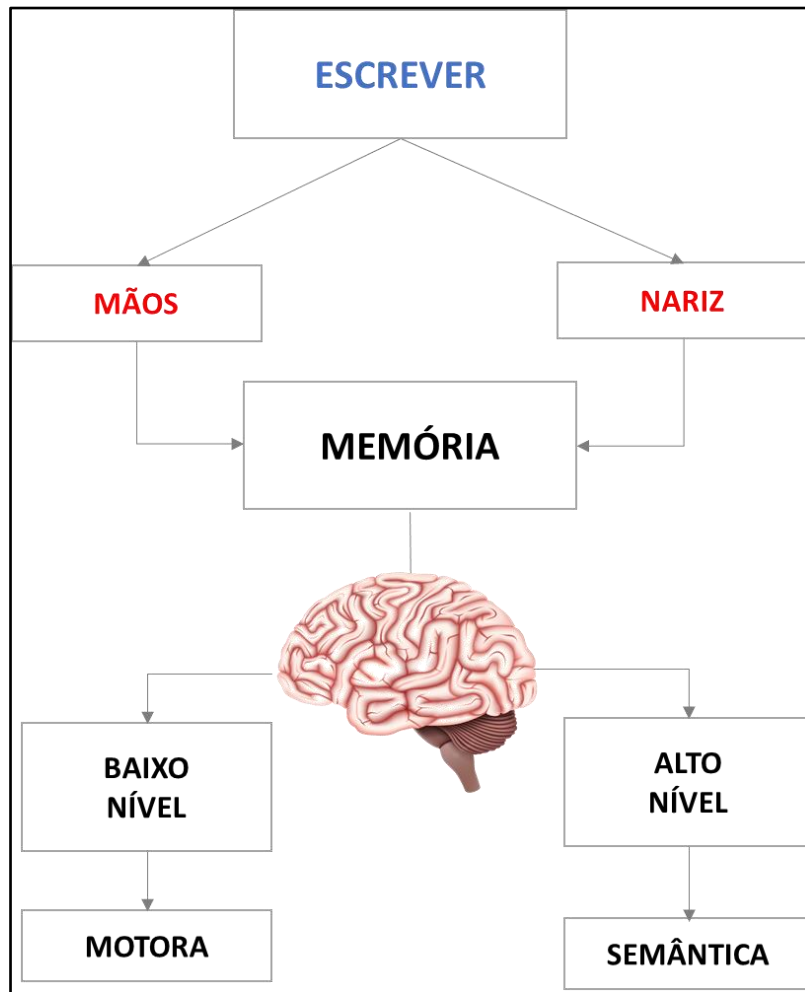 ESCREVER
MÃOS
NARIZ
MEMÓRIA
BAIXO
NÍVEL
ALTO
NÍVEL
MOTORA
SEMÂNTICA